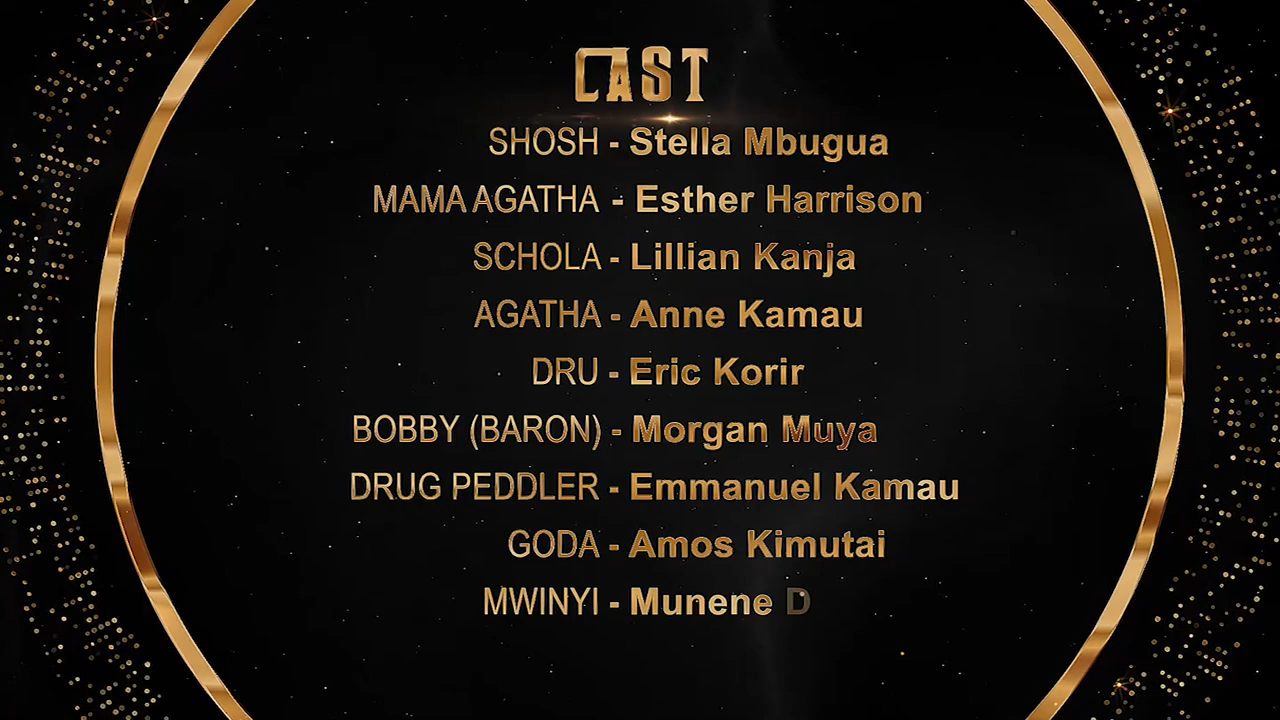 CAST
SHOSH - Stella Mbugua
MAMA AGATHA - Esther Harrison
SCHOLA - Lillian Kanja
AGATHA - Anne Kamau
DRU - Eric Korir
BOBBY (BARON) - Morgan Muya
DRUG PEDDLER - Emmanuel Kamau
GODA - Amos Kimutai
MWINYI - Munene D